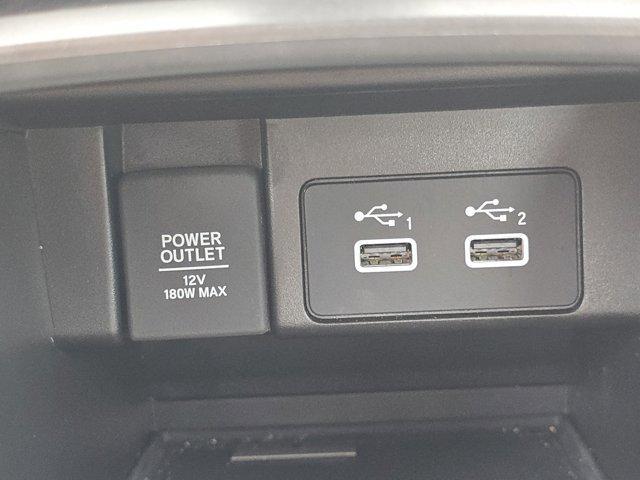 POWER
OUTLET
12V
180W MAX
1
2